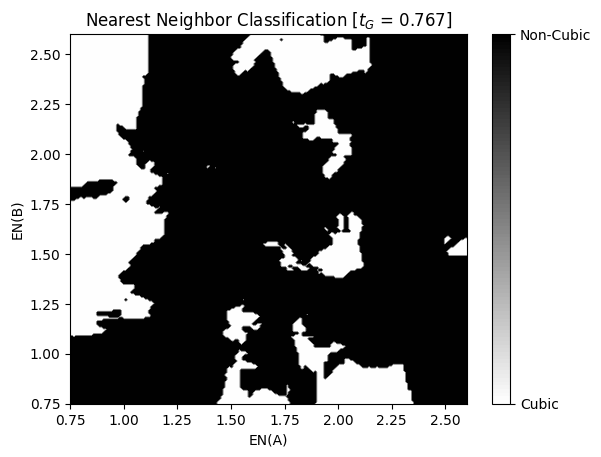 Nearest Neighbor Classification [t_G = 0.767]
Non-Cubic
2.50
2.25
2.00
1.75
1.50
1.25
1.00
0.75
EN(B)
0.75 1.00 1.25 1.50 1.75 2.00 2.25 2.50
EN(A)
Cubic